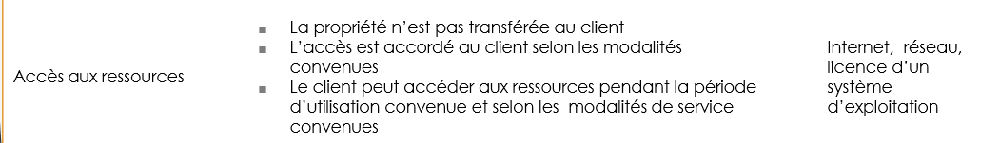 Accès aux ressources
La propriété n’est pas transférée au client
L’accès est accordé au client selon les modalités
convenues
Le client peut accéder aux ressources pendant la période
d’utilisation convenue et selon les  modalités de service
convenues
Internet,  réseau,
licence d’un
système
d’exploitation